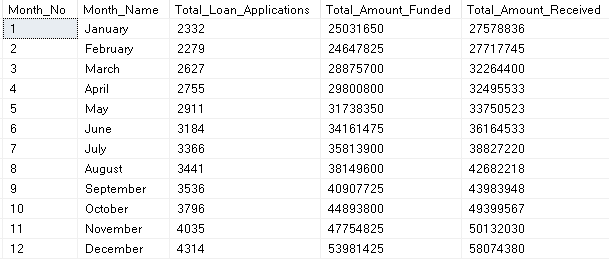 Month_No Month_Name Total_Loan_Applications Total_Amount_Funded Total_Amount_Received
1 January 2332 25031650 27578836
2 February 2279 24647825 27717745
3 March 2627 28875700 32264400
4 April 2755 29800800 32495533
5 May 2911 31738350 33750523
6 June 3184 34161475 36164533
7 July 3366 35813900 38827220
8 August 3441 38149600 42682218
9 September 3536 40907725 43983948
10 October 3796 44893800 49399567
11 November 4035 47754825 50132030
12 December 4314 53981425 58074380